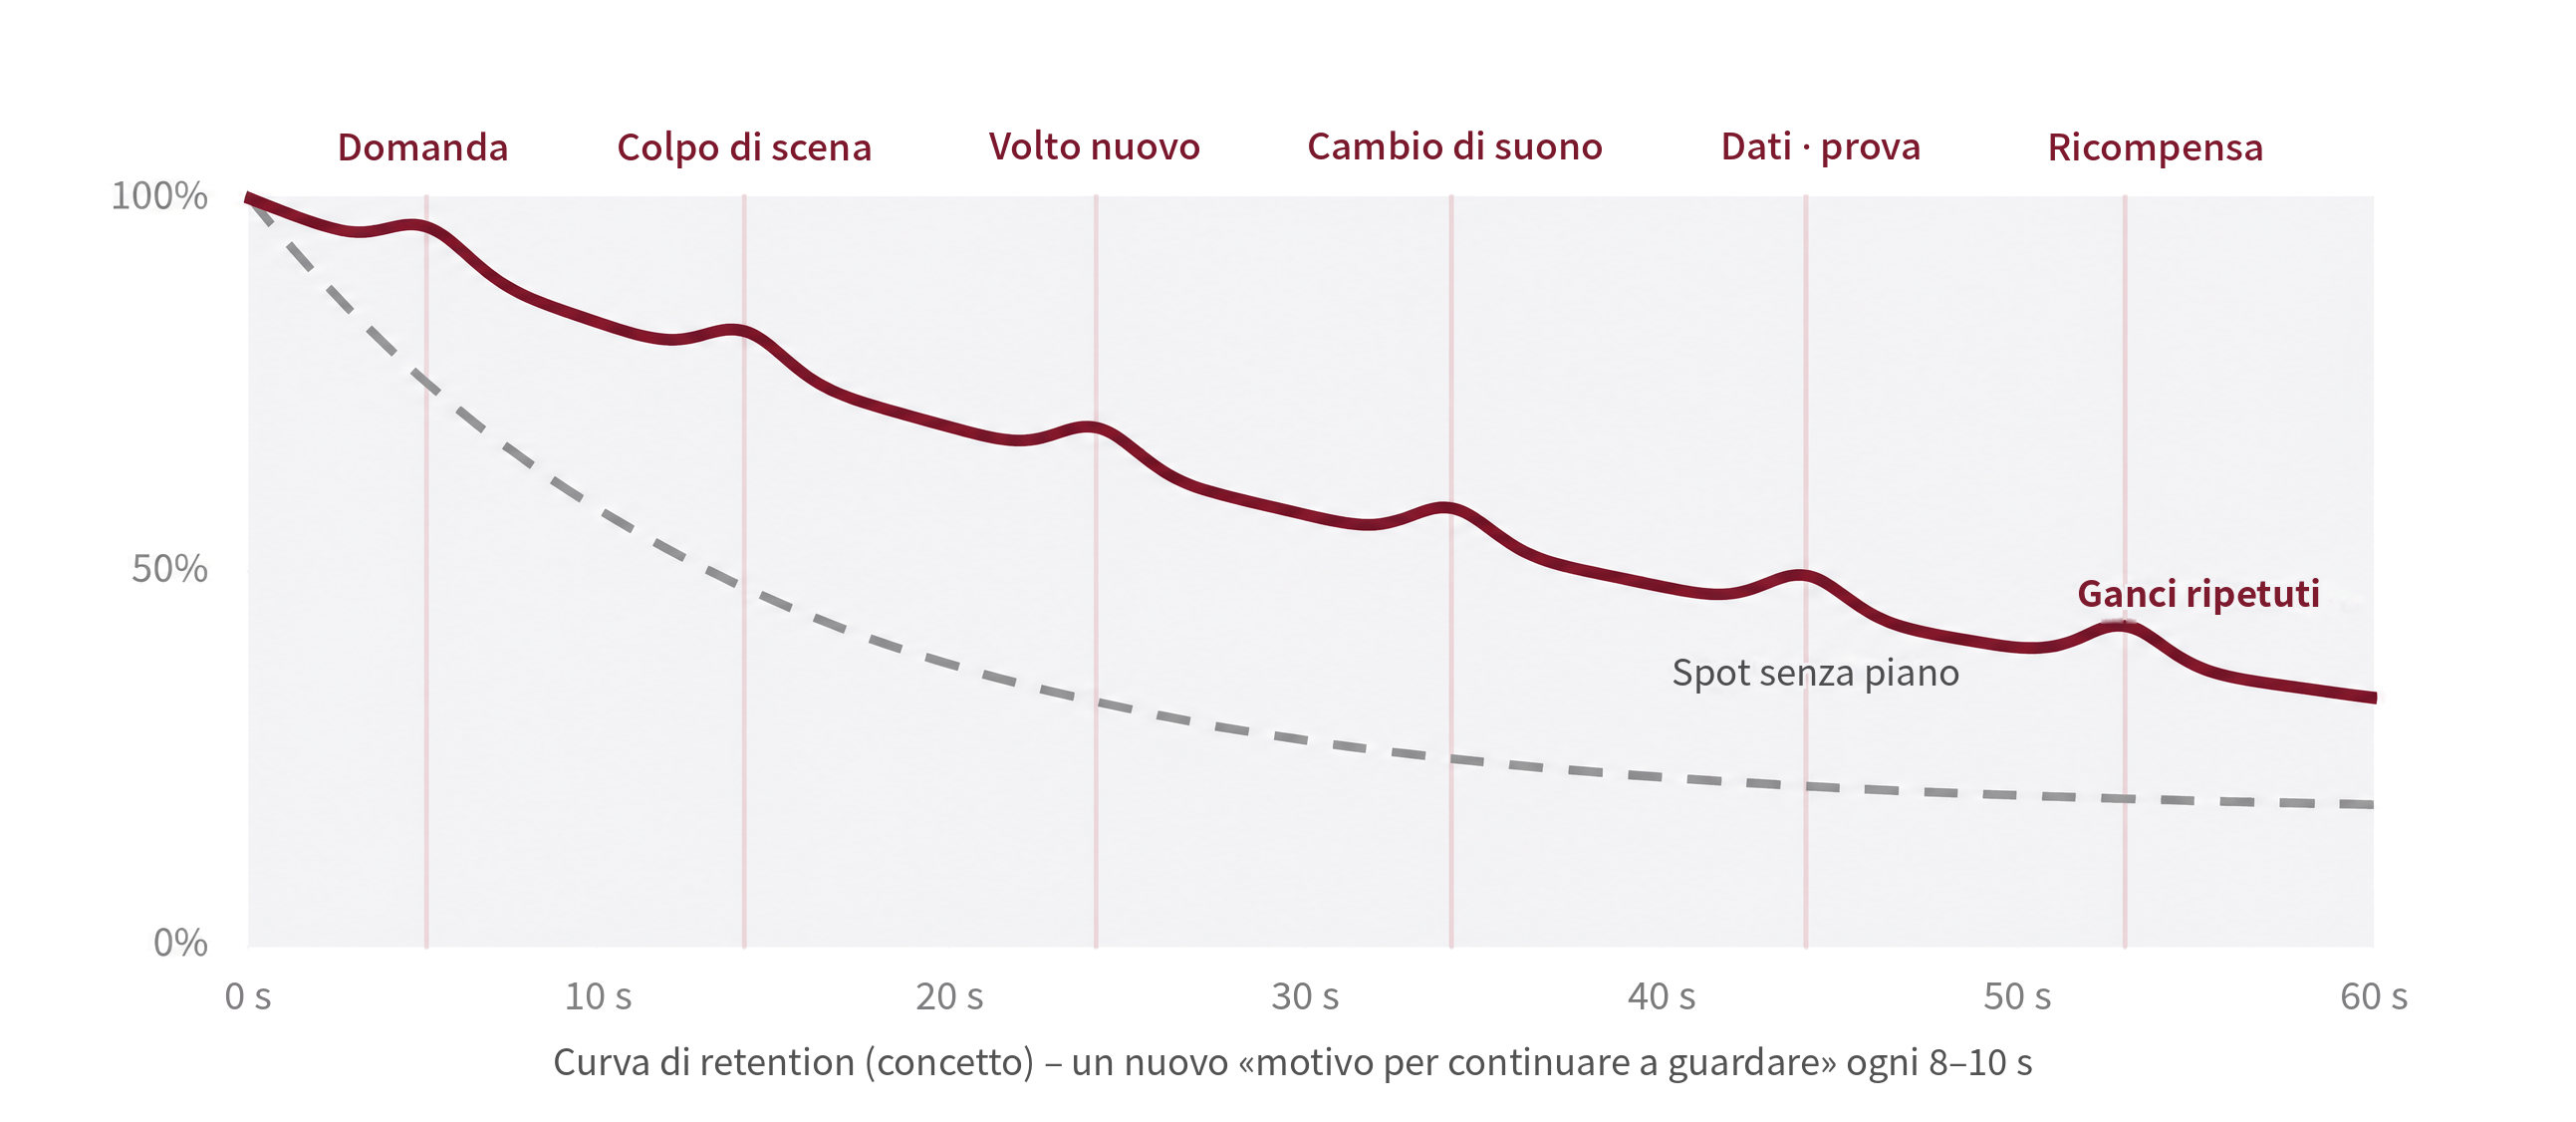 Domanda
Colpo di scena
Volto nuovo
Cambio di suono
Dati · prova
Ricompensa
100%
50%
Ganci ripetuti
Spot senza piano
0%
0 s
10 s
20 s
30 s
40 s
50 s
60 s
Curva di retention (concetto) – un nuovo «motivo per continuare a guardare» ogni 8–10 s